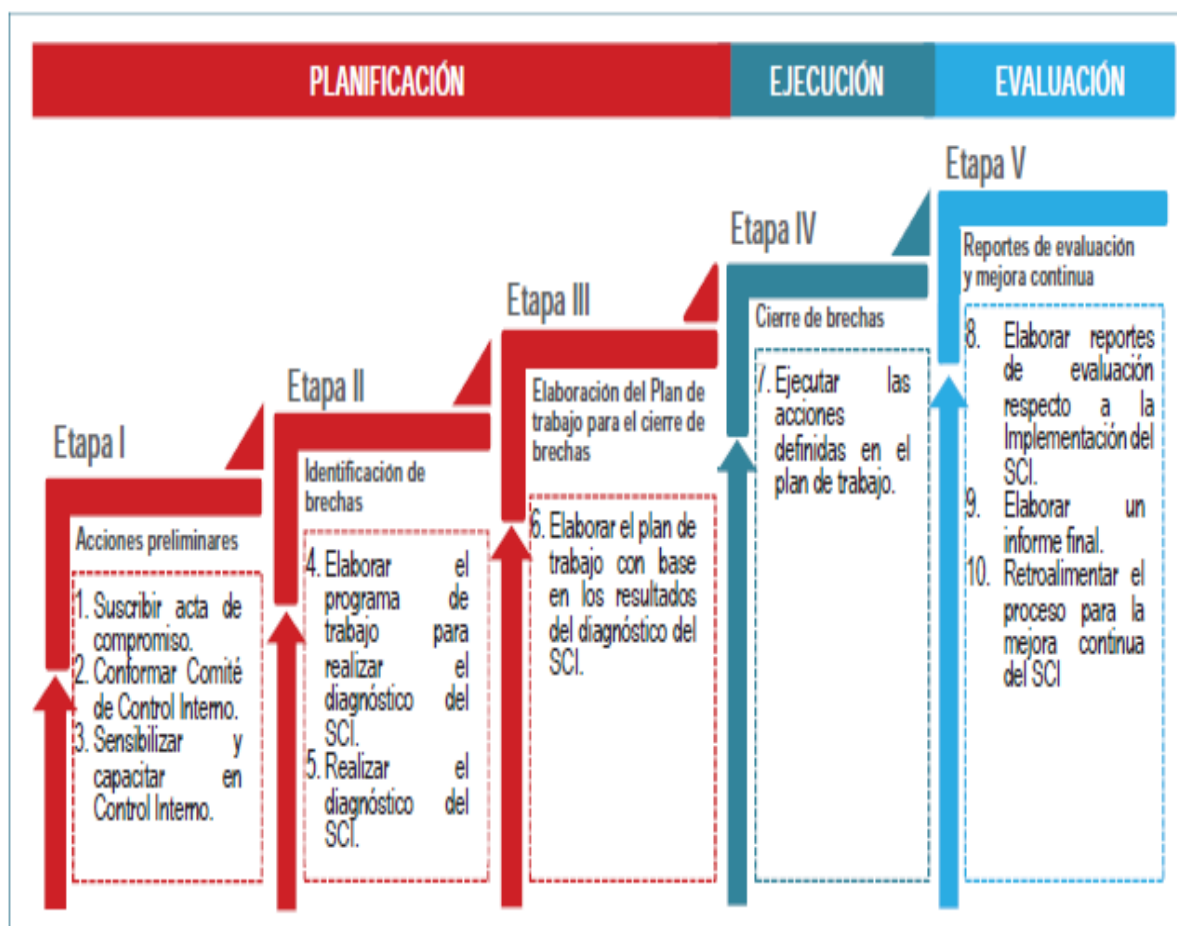 PLANIFICACIÓN
EJECUCIÓN
EVALUACIÓN
Etapa I
Acciones preliminares
1. Suscribir acta de
compromiso.
2. Conformar Comité
de Control Interno.
3. Sensibilizar y
capacitar en
Control Interno.
Etapa II
Identificación de
brechas
4. Elaborar el
programa de
trabajo para
realizar el
diagnóstico del
SCI.
5. Realizar el
diagnóstico del
SCI.
Etapa III
Elaboración del Plan de
trabajo para el cierre de
brechas
6. Elaborar el plan de
trabajo con base
en los resultados
del diagnóstico del
SCI.
Etapa IV
Cierre de brechas
7. Ejecutar las
acciones
definidas en el
plan de trabajo.
Etapa V
Reportes de evaluación
y mejora continua
8. Elaborar reportes
de evaluación
respecto a la
Implementación del
SCI.
9. Elaborar un
informe final.
10. Retroalimentar el
proceso para la
mejora continua
del SCI